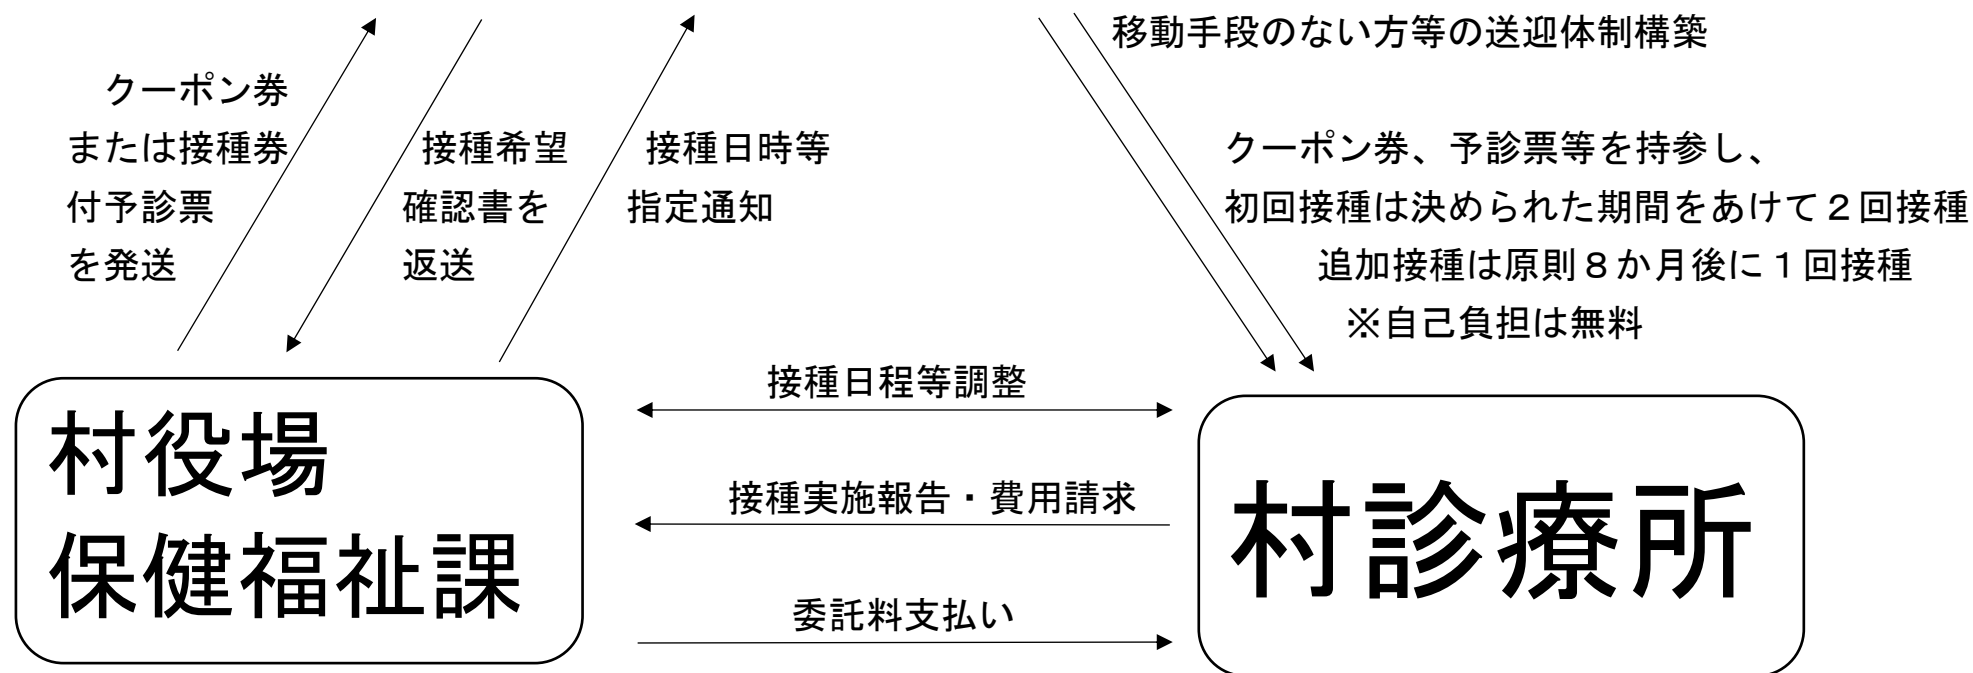 移動手段のない方等の送迎体制構築
クーポン券
または接種券
付予診票
を発送
接種希望
確認書を
返送
接種日時等
指定通知
クーポン券、予診票等を持参し、
初回接種は決められた期間をあけて２回接種
追加接種は原則８か月後に１回接種
※自己負担は無料
接種日程等調整
接種実施報告・費用請求
委託料支払い
村役場
保健福祉課
村診療所